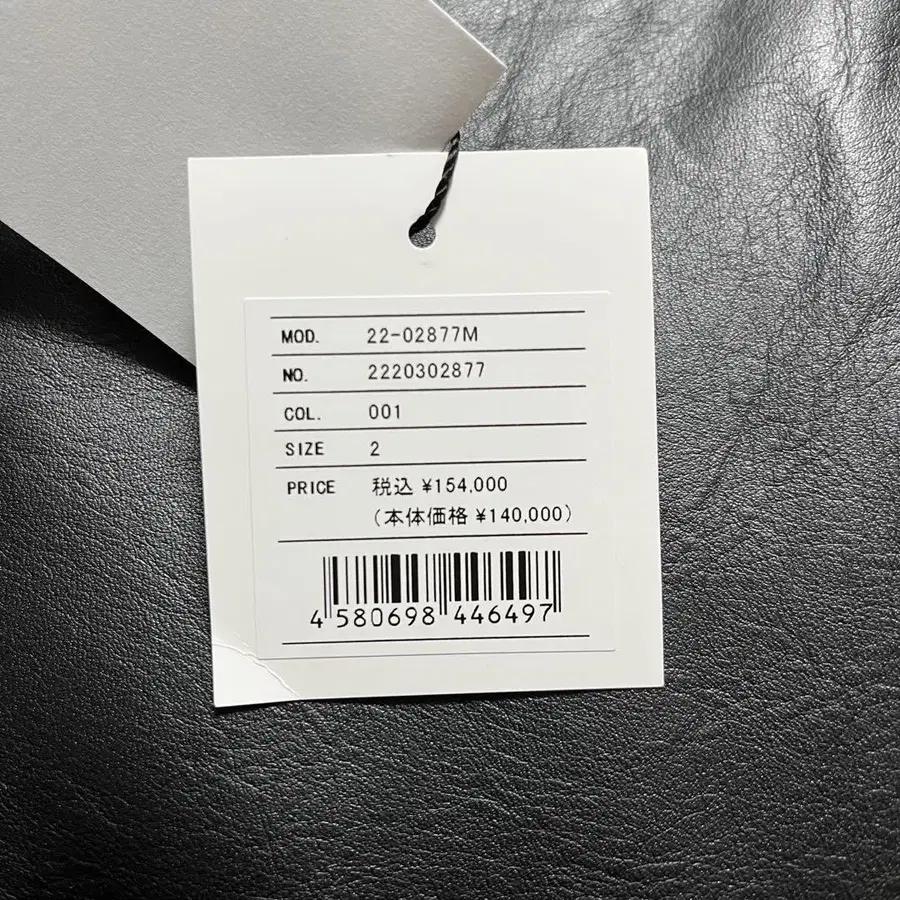 MOD. 22-02877M
NO. 2220302877
COL. 001
SIZE 2
PRICE 税込 ¥154,000
(本体価格 ¥140,000)
4 580698 446497